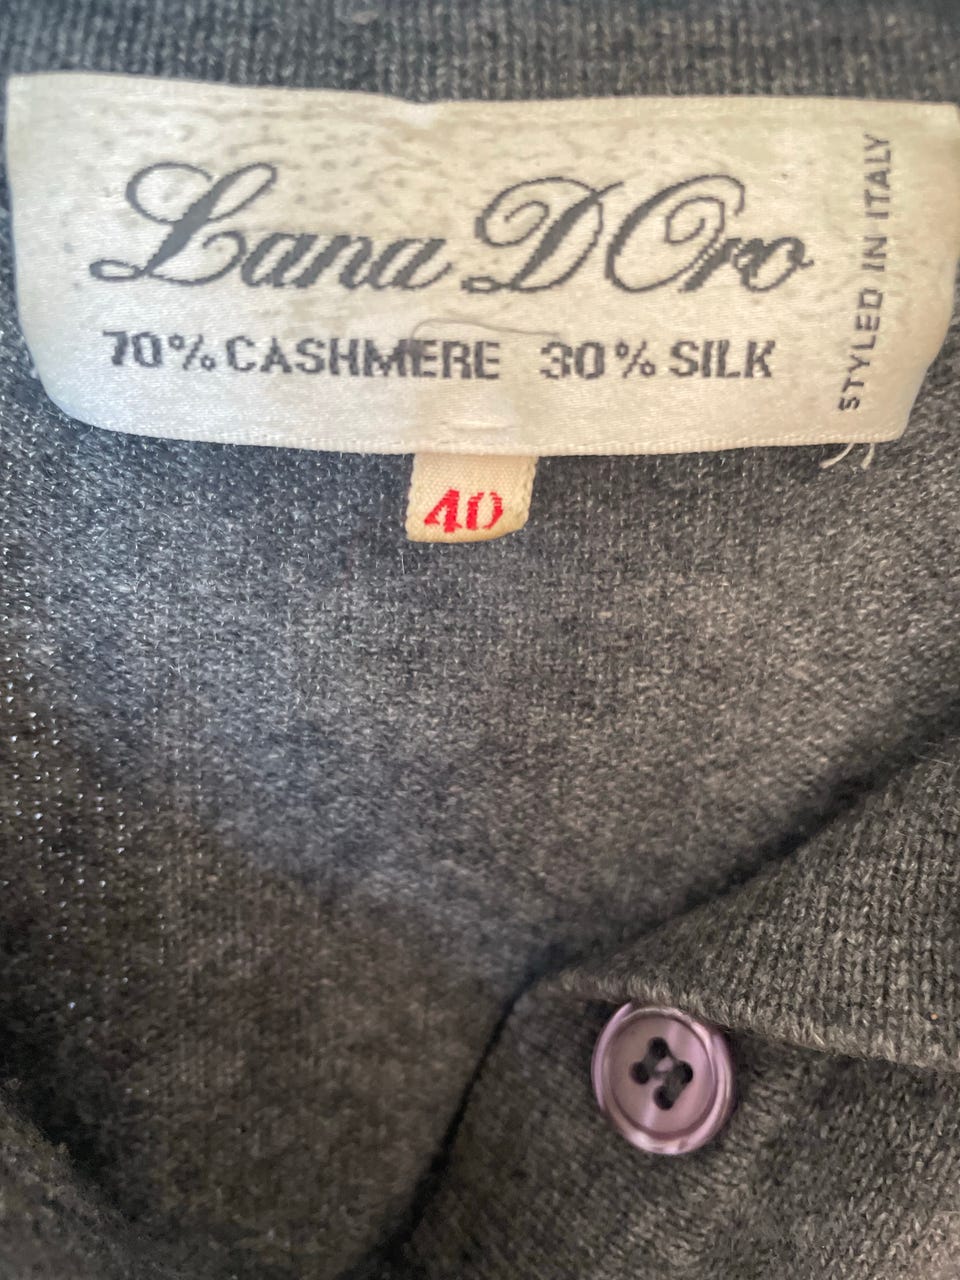 Lana D'Oro
70% CASHMERE 30% SILK
STYLED IN ITALY
40